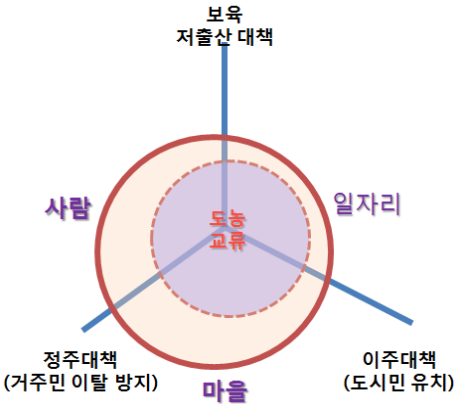 보육
저출산 대책
사람
일자리
도농
교류
정주대책
(거주민 이탈 방지)
이주대책
(도시민 유치)
마을